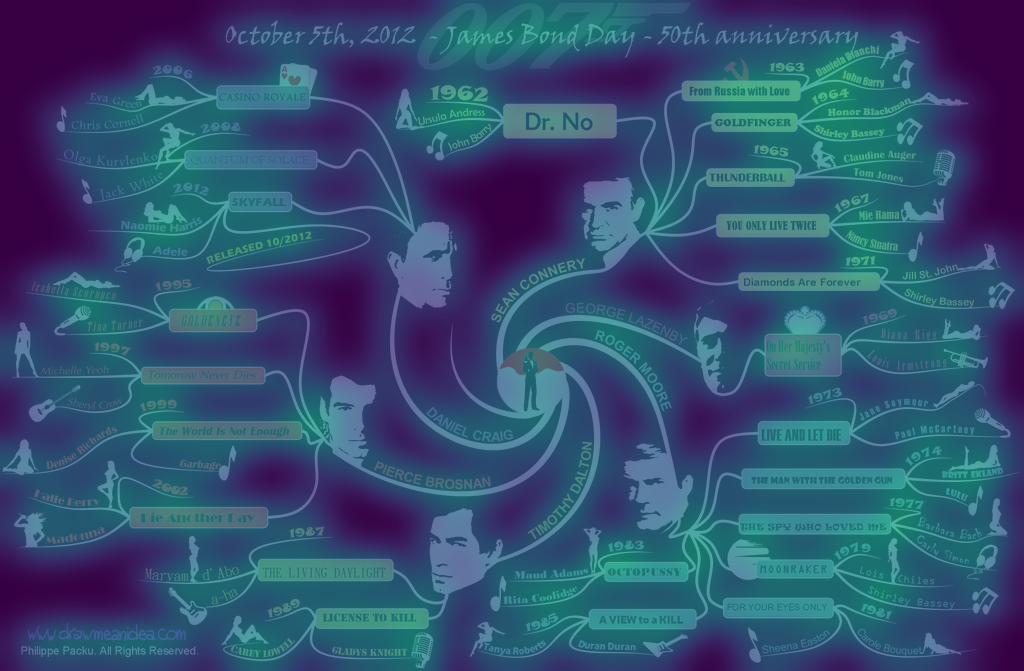 007
October 5th, 2012 - James Bond Day - 50th anniversary
2006
Eva Green
Chris Cornell
CASINO ROYALE
A
2008
Olga Kurylenko
Jack White
QUANTUM OF SOLACE
2012
Naomie Harris
Adele
SKYFALL
RELEASED 10/2012
1962
Ursula Andress
John Barry
Dr. No
1963
Daniela Bianchi
John Barry
From Russia with Love
1964
Honor Blackman
Shirley Bassey
GOLDFINGER
1965
Claudine Auger
Tom Jones
THUNDERBALL
1967
Mie Hama
Nancy Sinatra
YOU ONLY LIVE TWICE
1971
Jill St. John
Shirley Bassey
Diamonds Are Forever
SEAN CONNERY
GEORGE LAZENBY
ROGER MOORE
DANIEL CRAIG
PIERCE BROSNAN
TIMOTHY DALTON
1969
Diana Rigg
Louis Armstrong
On Her Majesty's
Secret Service
1995
Izabella Scorupco
Tina Turner
GOLDENEYE
1997
Michelle Yeoh
Sheryl Crow
Tomorrow Never Dies
1999
Denise Richards
Garbage
The World Is Not Enough
2002
Halle Berry
Madonna
Die Another Day
1987
Maryam d'Abo
a-ha
THE LIVING DAYLIGHT
1989
CAREY LOWELL
GLADYS KNIGHT
LICENSE TO KILL
1973
Jane Seymour
Paul McCartney
LIVE AND LET DIE
1974
BRITT EKLAND
LULU
THE MAN WITH THE GOLDEN GUN
1977
Barbara Bach
Carly Simon
THE SPY WHO LOVED ME
1979
Lois Chiles
Shirley Bassey
MOONRAKER
1981
Carole Bouquet
Sheena Easton
FOR YOUR EYES ONLY
1983
Maud Adams
Rita Coolidge
OCTOPUSSY
1985
Tanya Roberts
Duran Duran
A VIEW to a KILL
www.drawmeanidea.com
Philippe Packu. All Rights Reserved.